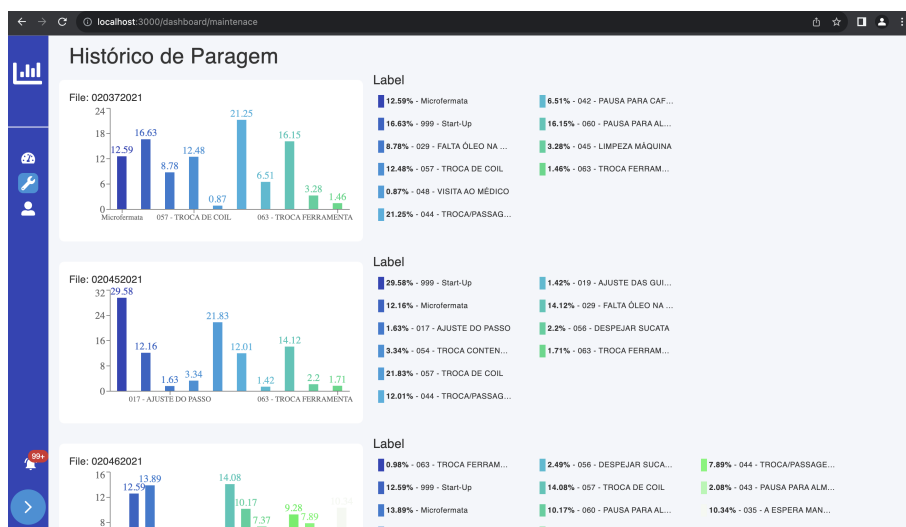 localhost:3000/dashboard/maintenace
Histórico de Paragem
File: 020372021
24
18
12
6
0
12.59
16.63
8.78
12.48
0.87
21.25
6.51
16.15
3.28
1.46
Microfermata
057 - TROCA DE COIL
063 - TROCA FERRAMENTA
Label
12.59% - Microfermata
16.63% - 999 - Start-Up
8.78% - 029 - FALTA ÓLEO NA ...
12.48% - 057 - TROCA DE COIL
0.87% - 048 - VISITA AO MÉDICO
21.25% - 044 - TROCA/PASSAG...
6.51% - 042 - PAUSA PARA CAF...
16.15% - 060 - PAUSA PARA AL...
3.28% - 045 - LIMPEZA MÁQUINA
1.46% - 063 - TROCA FERRAM...
File: 020452021
32
24
16
8
0
29.58
12.16
1.63
3.34
21.83
12.01
1.42
14.12
2.2
1.71
017 - AJUSTE DO PASSO
063 - TROCA FERRAMENTA
Label
29.58% - 999 - Start-Up
12.16% - Microfermata
1.63% - 017 - AJUSTE DO PASSO
3.34% - 054 - TROCA CONTEN...
21.83% - 057 - TROCA DE COIL
12.01% - 044 - TROCA/PASSAG...
1.42% - 019 - AJUSTE DAS GUI...
14.12% - 029 - FALTA ÓLEO NA ...
2.2% - 056 - DESPEJAR SUCATA
1.71% - 063 - TROCA FERRAM...
99+
File: 020462021
16
12
8
12.59
13.89
14.08
10.17
7.37
9.28
7.89
10.34
Label
0.98% - 063 - TROCA FERRAM...
12.59% - 999 - Start-Up
13.89% - Microfermata
2.49% - 056 - DESPEJAR SUCA...
14.08% - 057 - TROCA DE COIL
10.17% - 060 - PAUSA PARA AL...
7.89% - 044 - TROCA/PASSAGE...
2.08% - 043 - PAUSA PARA ALM...
10.34% - 035 - A ESPERA MAN...